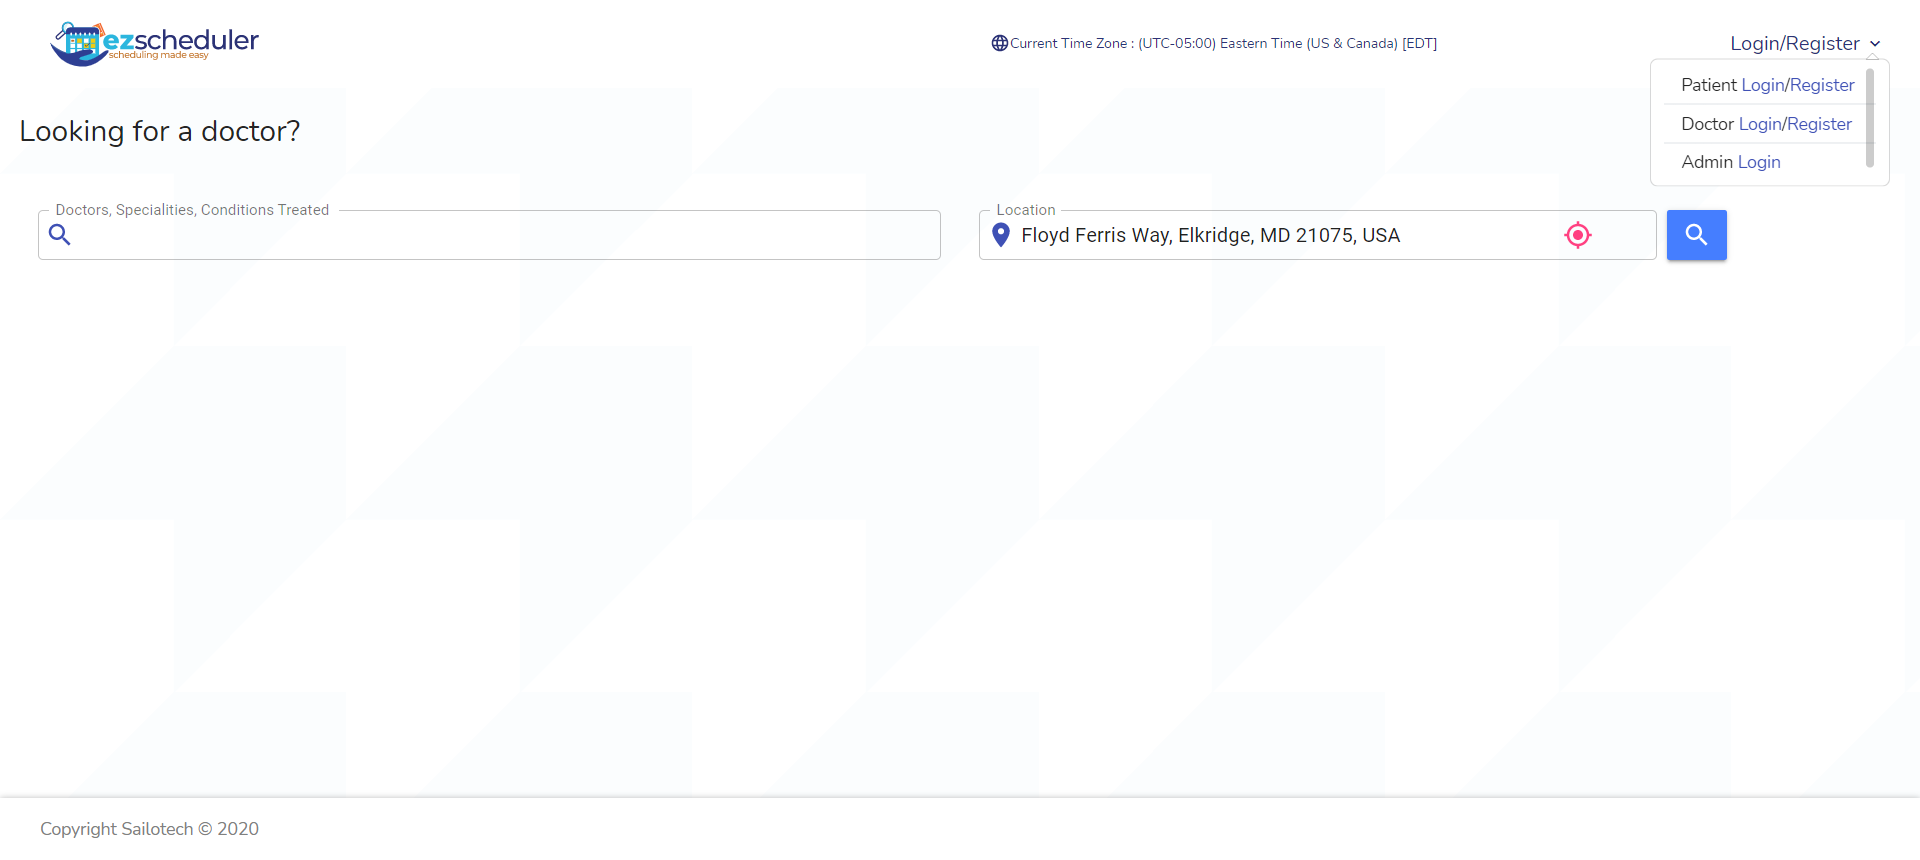 ezscheduler
scheduling made easy
Current Time Zone : (UTC-05:00) Eastern Time (US & Canada) [EDT]
Login/Register
Patient Login/Register
Doctor Login/Register
Admin Login
Looking for a doctor?
Doctors, Specialities, Conditions Treated
Location
Floyd Ferris Way, Elkridge, MD 21075, USA
Copyright Sailotech © 2020